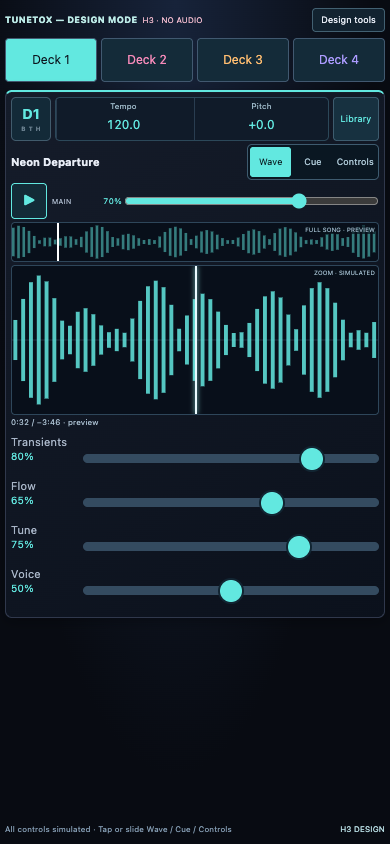 TUNETOX — DESIGN MODE H3 · NO AUDIO Design tools
Deck 1 Deck 2 Deck 3 Deck 4
D1
B T H
Tempo
120.0
Pitch
+0.0
Library
Neon Departure
Wave Cue Controls
MAIN 70%
FULL SONG · PREVIEW
ZOOM · SIMULATED
0:32 / −3:46 · preview
Transients
80%
Flow
65%
Tune
75%
Voice
50%
All controls simulated · Tap or slide Wave / Cue / Controls H3 DESIGN